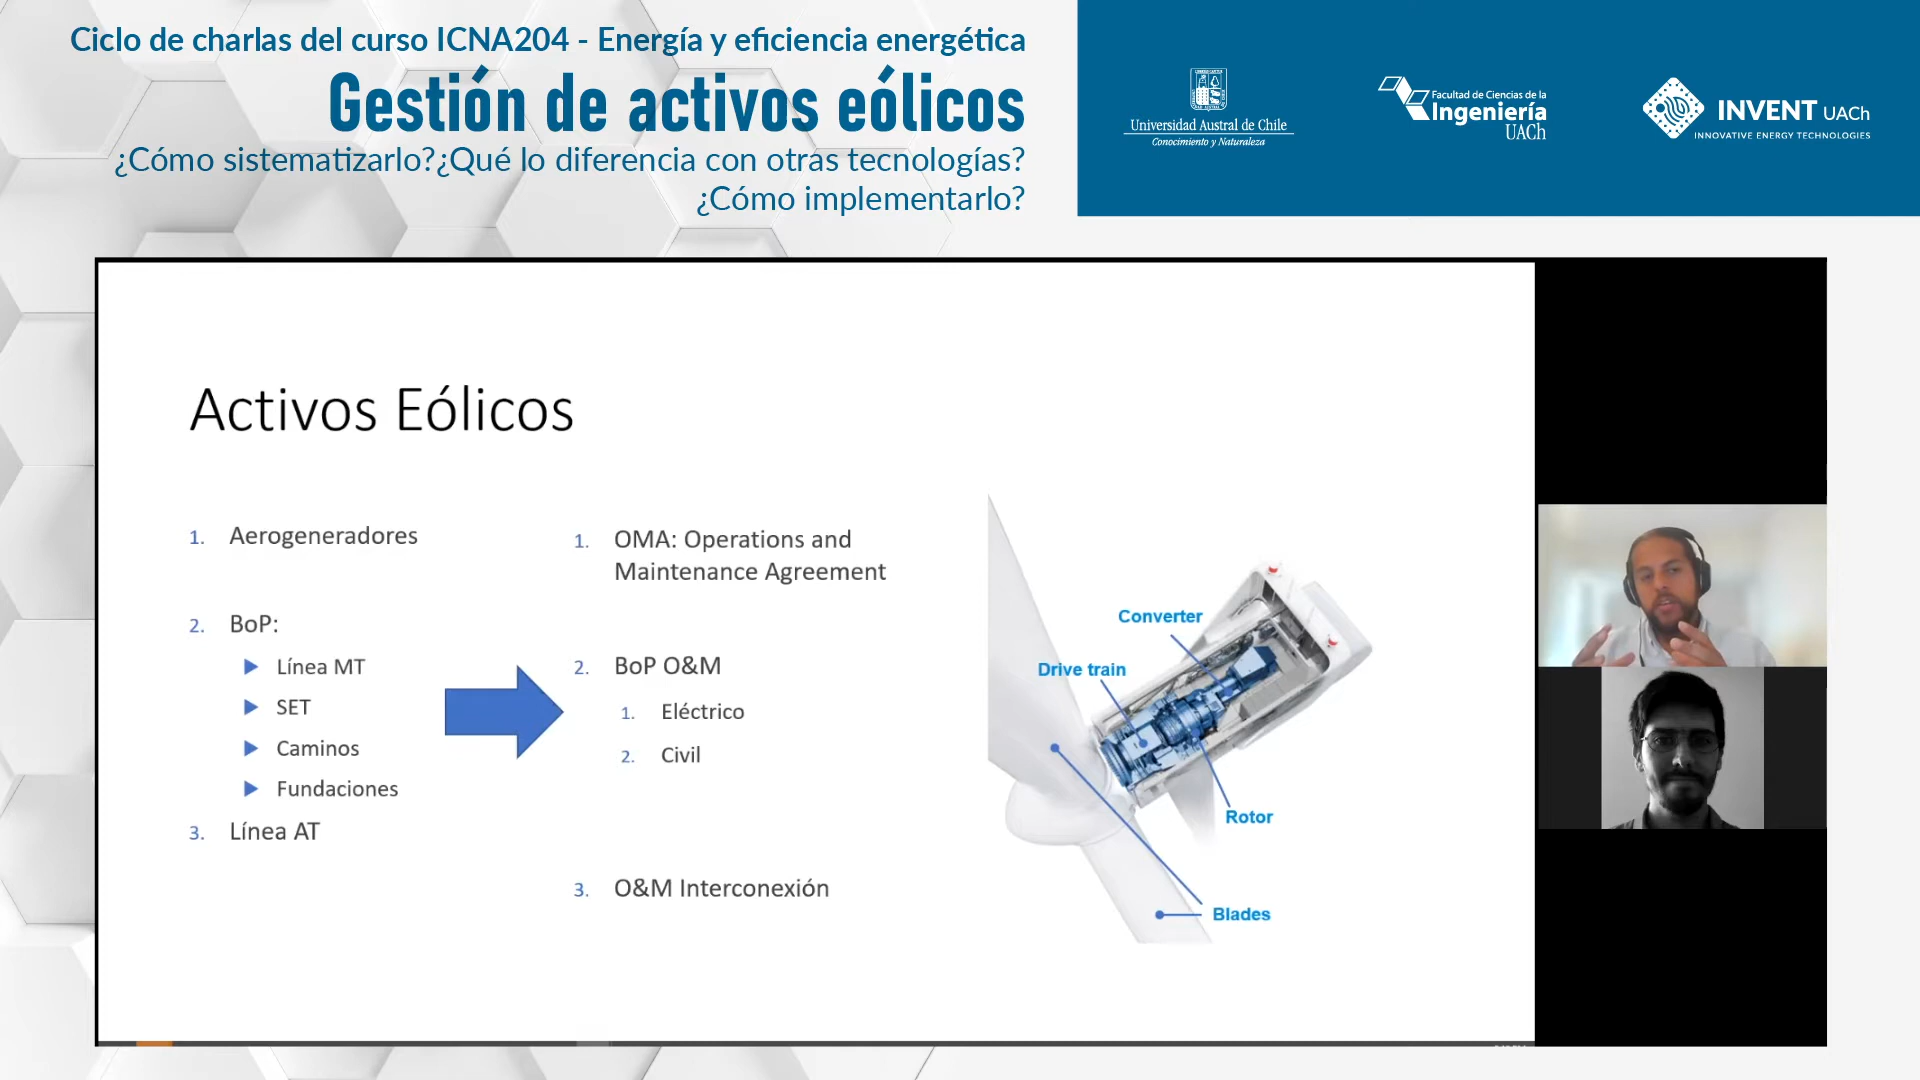 Ciclo de charlas del curso ICNA204 - Energía y eficiencia energética
Gestión de activos eólicos
¿Cómo sistematizarlo?¿Qué lo diferencia con otras tecnologías?
¿Cómo implementarlo?
Universidad Austral de Chile
Conocimiento y Naturaleza
Facultad de Ciencias de la
Ingeniería
UACh
INVENT UACh
INNOVATIVE ENERGY TECHNOLOGIES
Activos Eólicos
1. Aerogeneradores
2. BoP:
Línea MT
SET
Caminos
Fundaciones
3. Línea AT
1. OMA: Operations and
Maintenance Agreement
2. BoP O&M
1. Eléctrico
2. Civil
3. O&M Interconexión
Converter
Drive train
Rotor
Blades